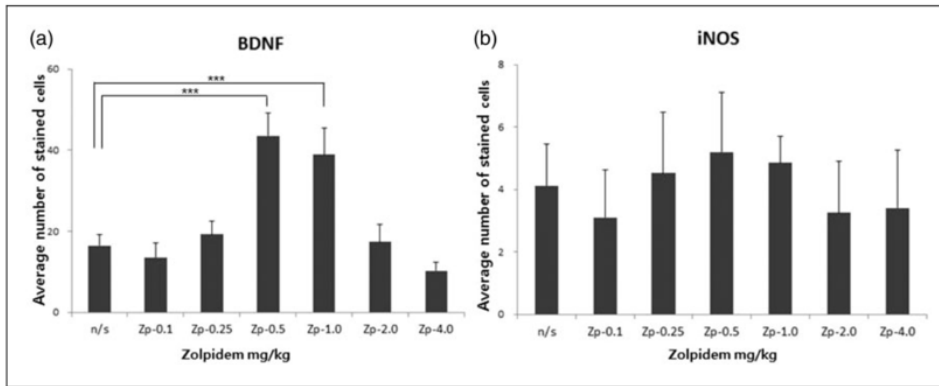 (a)
BDNF
Average number of stained cells
60
40
20
0
***
***
n/s Zp-0.1 Zp-0.25 Zp-0.5 Zp-1.0 Zp-2.0 Zp-4.0
Zolpidem mg/kg
(b)
iNOS
Average number of stained cells
8
6
4
2
0
n/s Zp-0.1 Zp-0.25 Zp-0.5 Zp-1.0 Zp-2.0 Zp-4.0
Zolpidem mg/kg